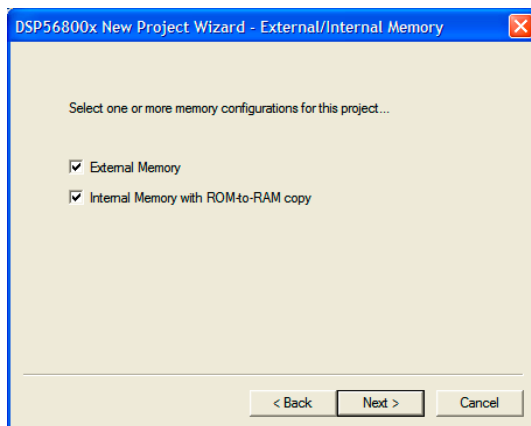 DSP56800x New Project Wizard - External/Internal Memory
Select one or more memory configurations for this project...
External Memory
Internal Memory with ROM-to-RAM copy
< Back Next > Cancel